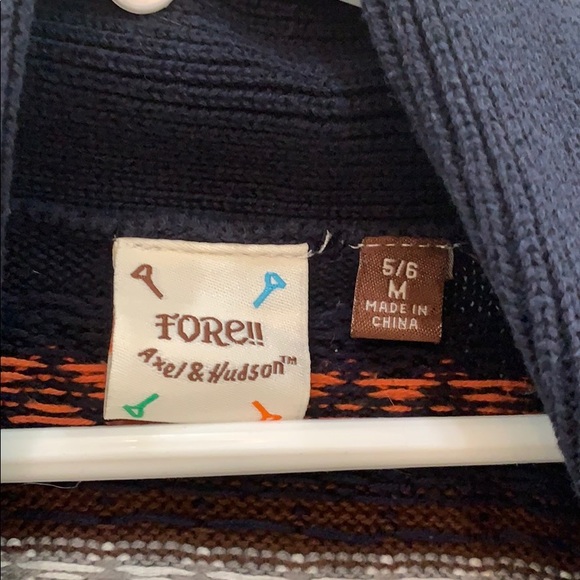 FORE!!
Axel & Hudson™
5/6
M
MADE IN
CHINA